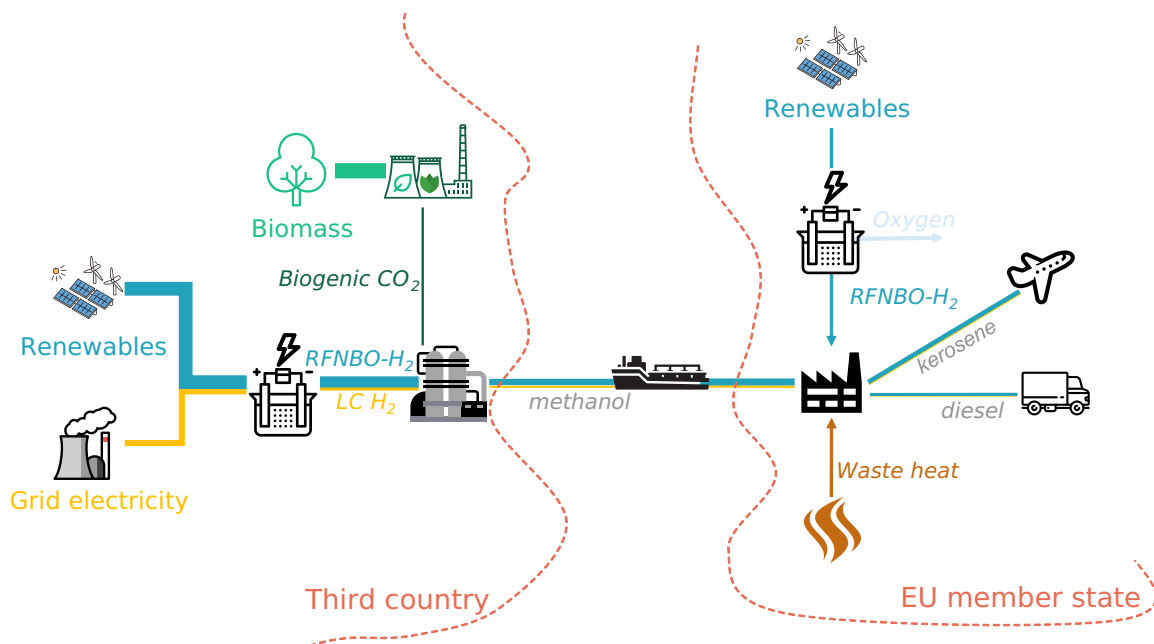 Renewables
Biomass
Oxygen
Biogenic CO₂
RFNBO-H₂
Renewables
RFNBO-H₂
LC H₂
methanol
kerosene
diesel
Waste heat
Grid electricity
Third country
EU member state